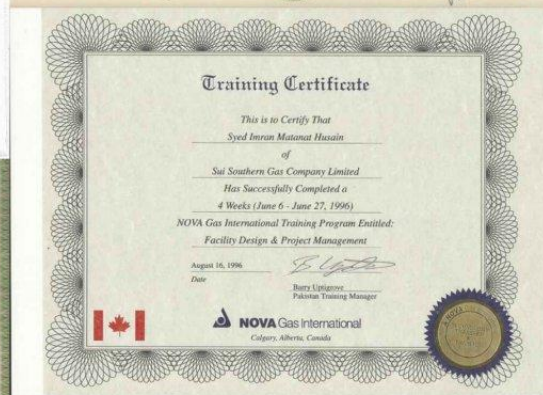 Training Certificate
This is to Certify That
Syed Imran Matanat Husain
of
Sui Southern Gas Company Limited
Has Successfully Completed a
4 Weeks (June 6 - June 27, 1996)
NOVA Gas International Training Program Entitled:
Facility Design & Project Management
August 16, 1996
Date
Barry Uptigrove
Pakistan Training Manager
NOVA Gas International
Calgary, Alberta, Canada
NOVA